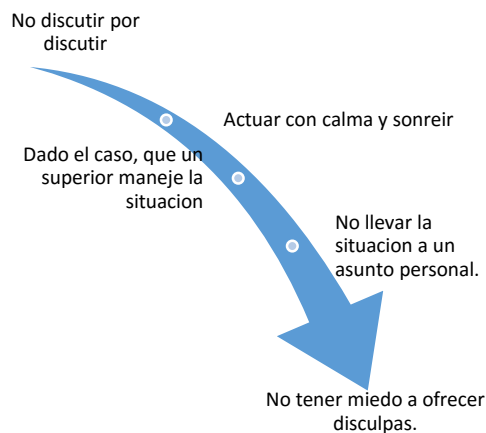 No discutir por
discutir
Actuar con calma y sonreir
Dado el caso, que un
superior maneje la
situacion
No llevar la
situacion a un
asunto personal.
No tener miedo a ofrecer
disculpas.